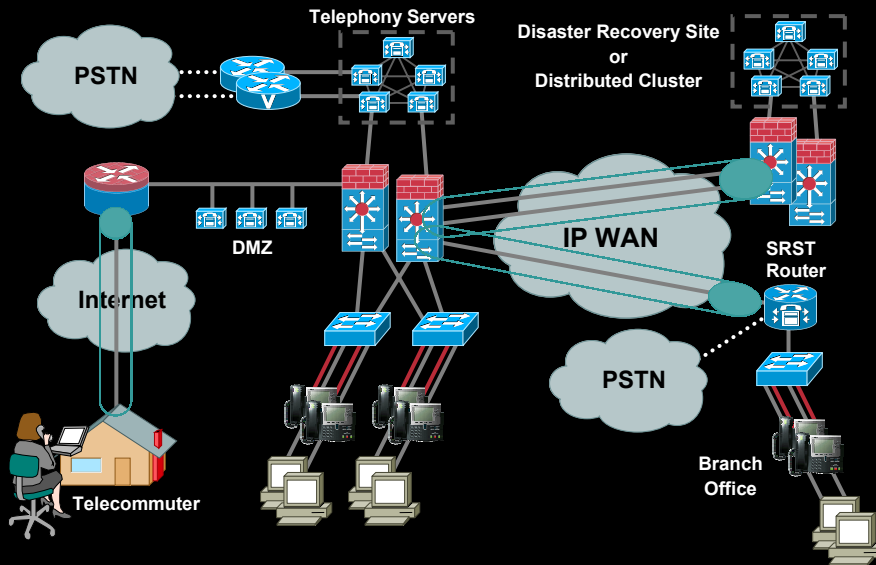 Telephony Servers
Disaster Recovery Site
or
Distributed Cluster
PSTN
V
DMZ
IP WAN
SRST
Router
Internet
PSTN
Branch
Office
Telecommuter